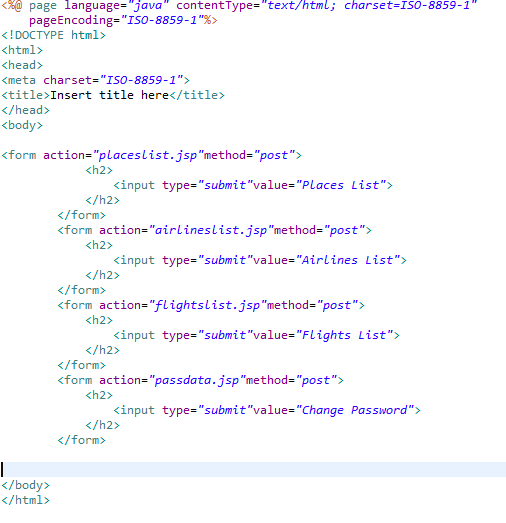 <%@ page language="java" contentType="text/html; charset=ISO-8859-1"
    pageEncoding="ISO-8859-1"%>
<!DOCTYPE html>
<html>
<head>
<meta charset="ISO-8859-1">
<title>Insert title here</title>
</head>
<body>

<form action="placeslist.jsp"method="post">
            <h2>
                <input type="submit"value="Places List">
            </h2>
        </form>
        <form action="airlineslist.jsp"method="post">
            <h2>
                <input type="submit"value="Airlines List">
            </h2>
        </form>
        <form action="flightslist.jsp"method="post">
            <h2>
                <input type="submit"value="Flights List">
            </h2>
        </form>
        <form action="passdata.jsp"method="post">
            <h2>
                <input type="submit"value="Change Password">
            </h2>
        </form>

</body>
</html>